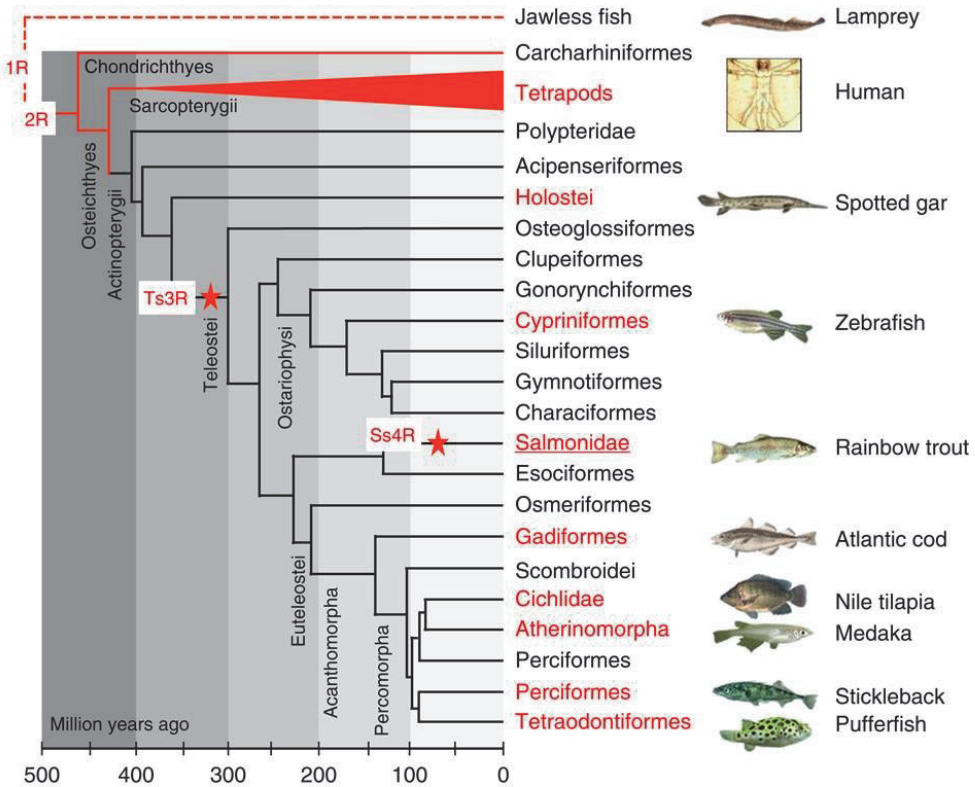 Jawless fish Lamprey
1R
Carcharhiniformes
Chondrichthyes
Tetrapods Human
Sarcopterygii
2R
Polypteridae
Osteichthyes
Actinopterygii
Acipenseriformes
Holostei Spotted gar
Osteoglossiformes
Clupeiformes
Ts3R
Teleostei
Gonorynchiformes
Ostariophysi
Cypriniformes Zebrafish
Siluriformes
Gymnotiformes
Characiformes
Ss4R
Salmonidae Rainbow trout
Esociformes
Osmeriformes
Euteleostei
Acanthomorpha
Percomorpha
Gadiformes Atlantic cod
Scombroidei
Cichlidae Nile tilapia
Atherinomorpha Medaka
Perciformes
Perciformes Stickleback
Tetraodontiformes Pufferfish
Million years ago
500 400 300 200 100 0